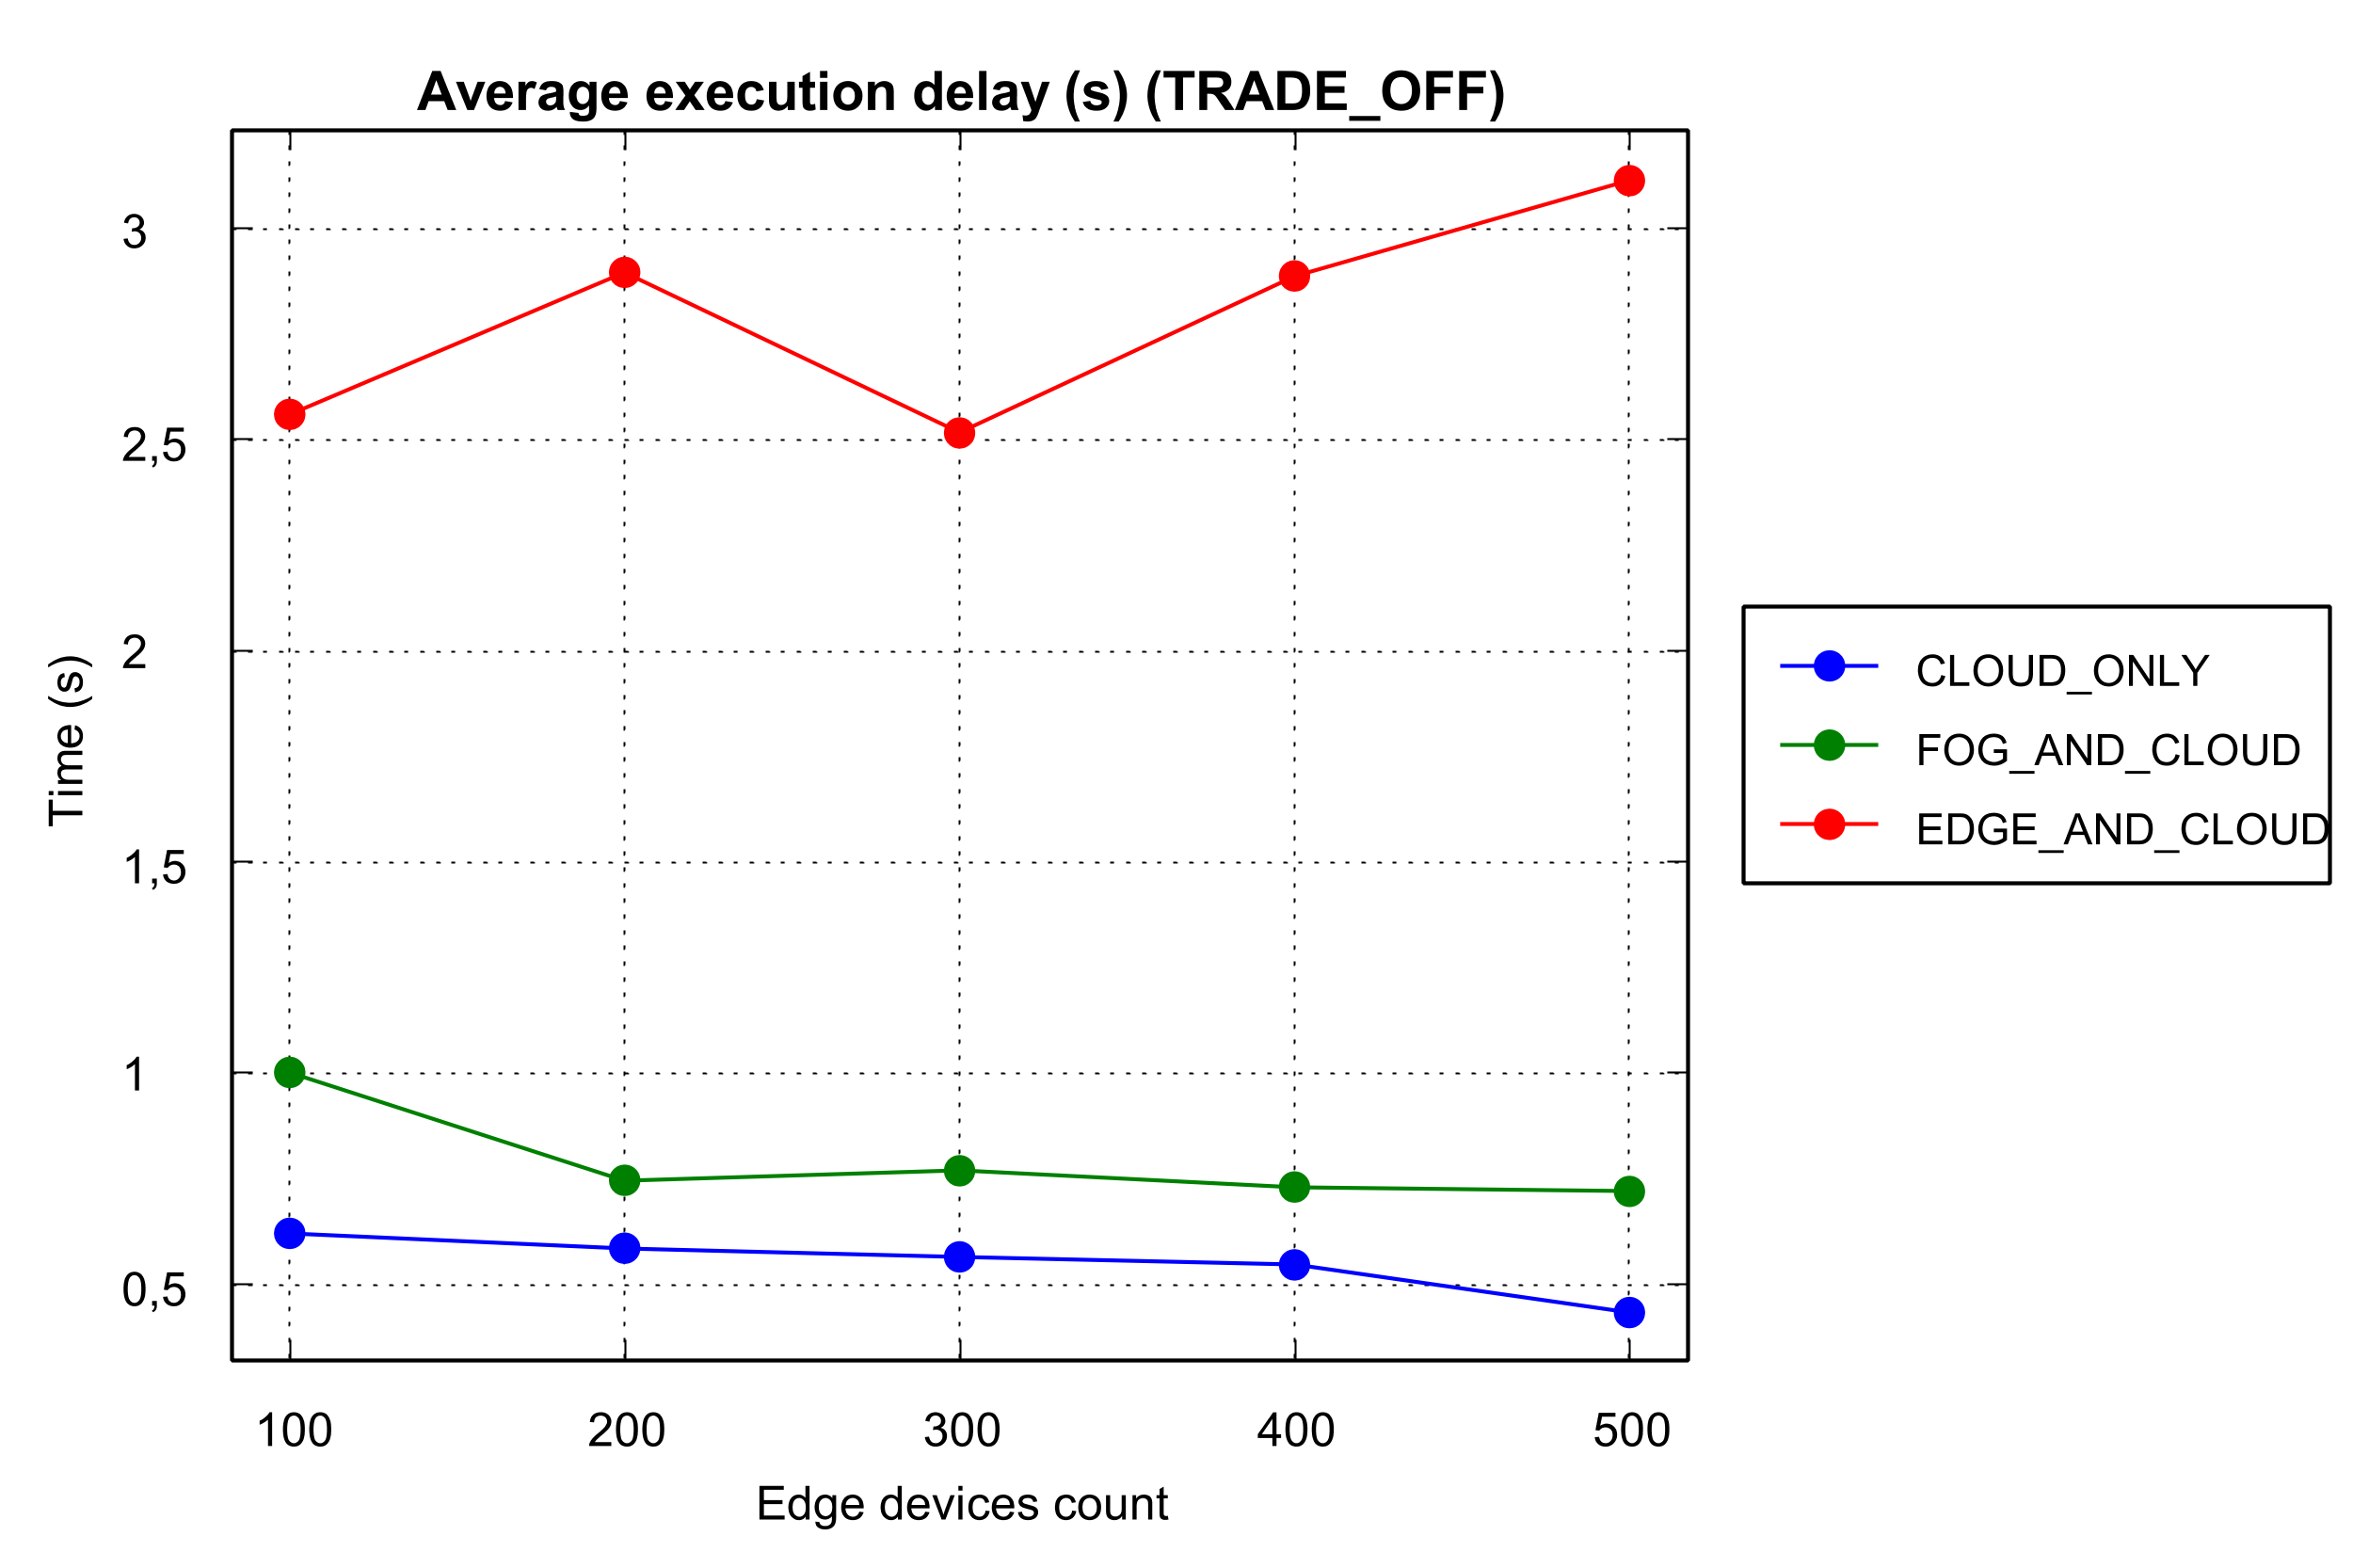 Average execution delay (s) (TRADE_OFF)
3
2,5
2
1,5
1
0,5
Time (s)
100 200 300 400 500
Edge devices count
CLOUD_ONLY
FOG_AND_CLOUD
EDGE_AND_CLOUD